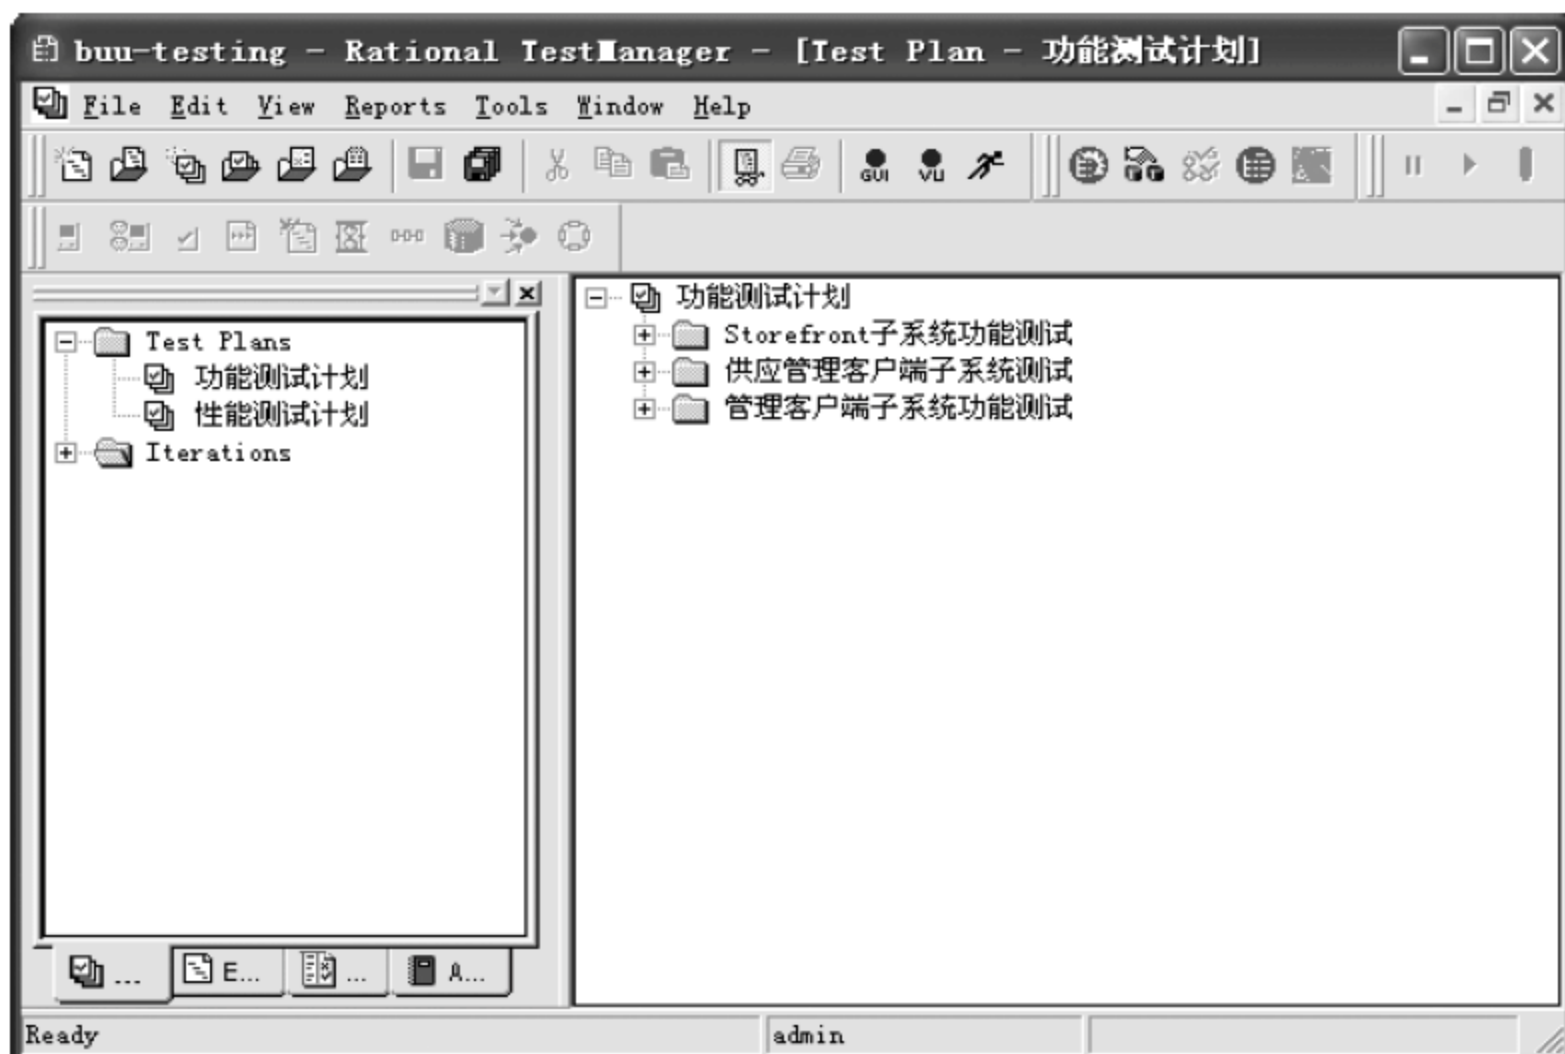 buu-testing - Rational TestManager - [Test Plan - 功能测试计划]
File Edit View Reports Tools Window Help
GUI VU
Test Plans
功能测试计划
性能测试计划
Iterations
功能测试计划
Storefront子系统功能测试
供应管理客户端子系统测试
管理客户端子系统功能测试
... E... ... A...
Ready admin